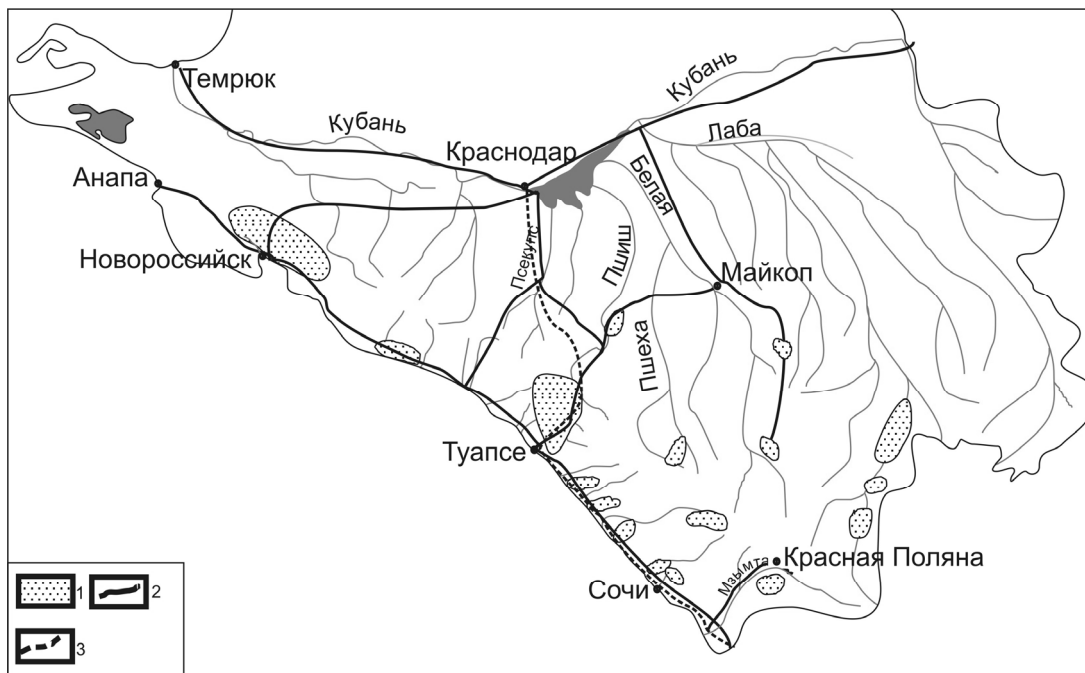 Темрюк
Кубань
Кубань
Краснодар
Лаба
Анапа
Белая
Новороссийск
Псекупс
Пшиш
Майкоп
Пшеха
Туапсе
Красная Поляна
Мзымта
Сочи
1
2
3